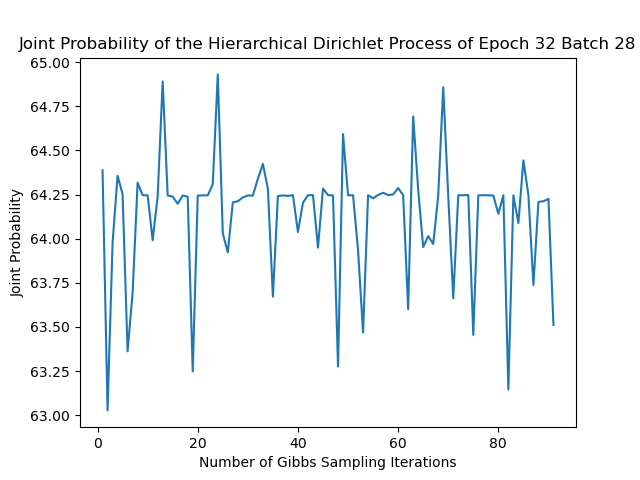 Joint Probability of the Hierarchical Dirichlet Process of Epoch 32 Batch 28
65.00
64.75
64.50
64.25
64.00
63.75
63.50
63.25
63.00
Joint Probability
0 20 40 60 80
Number of Gibbs Sampling Iterations